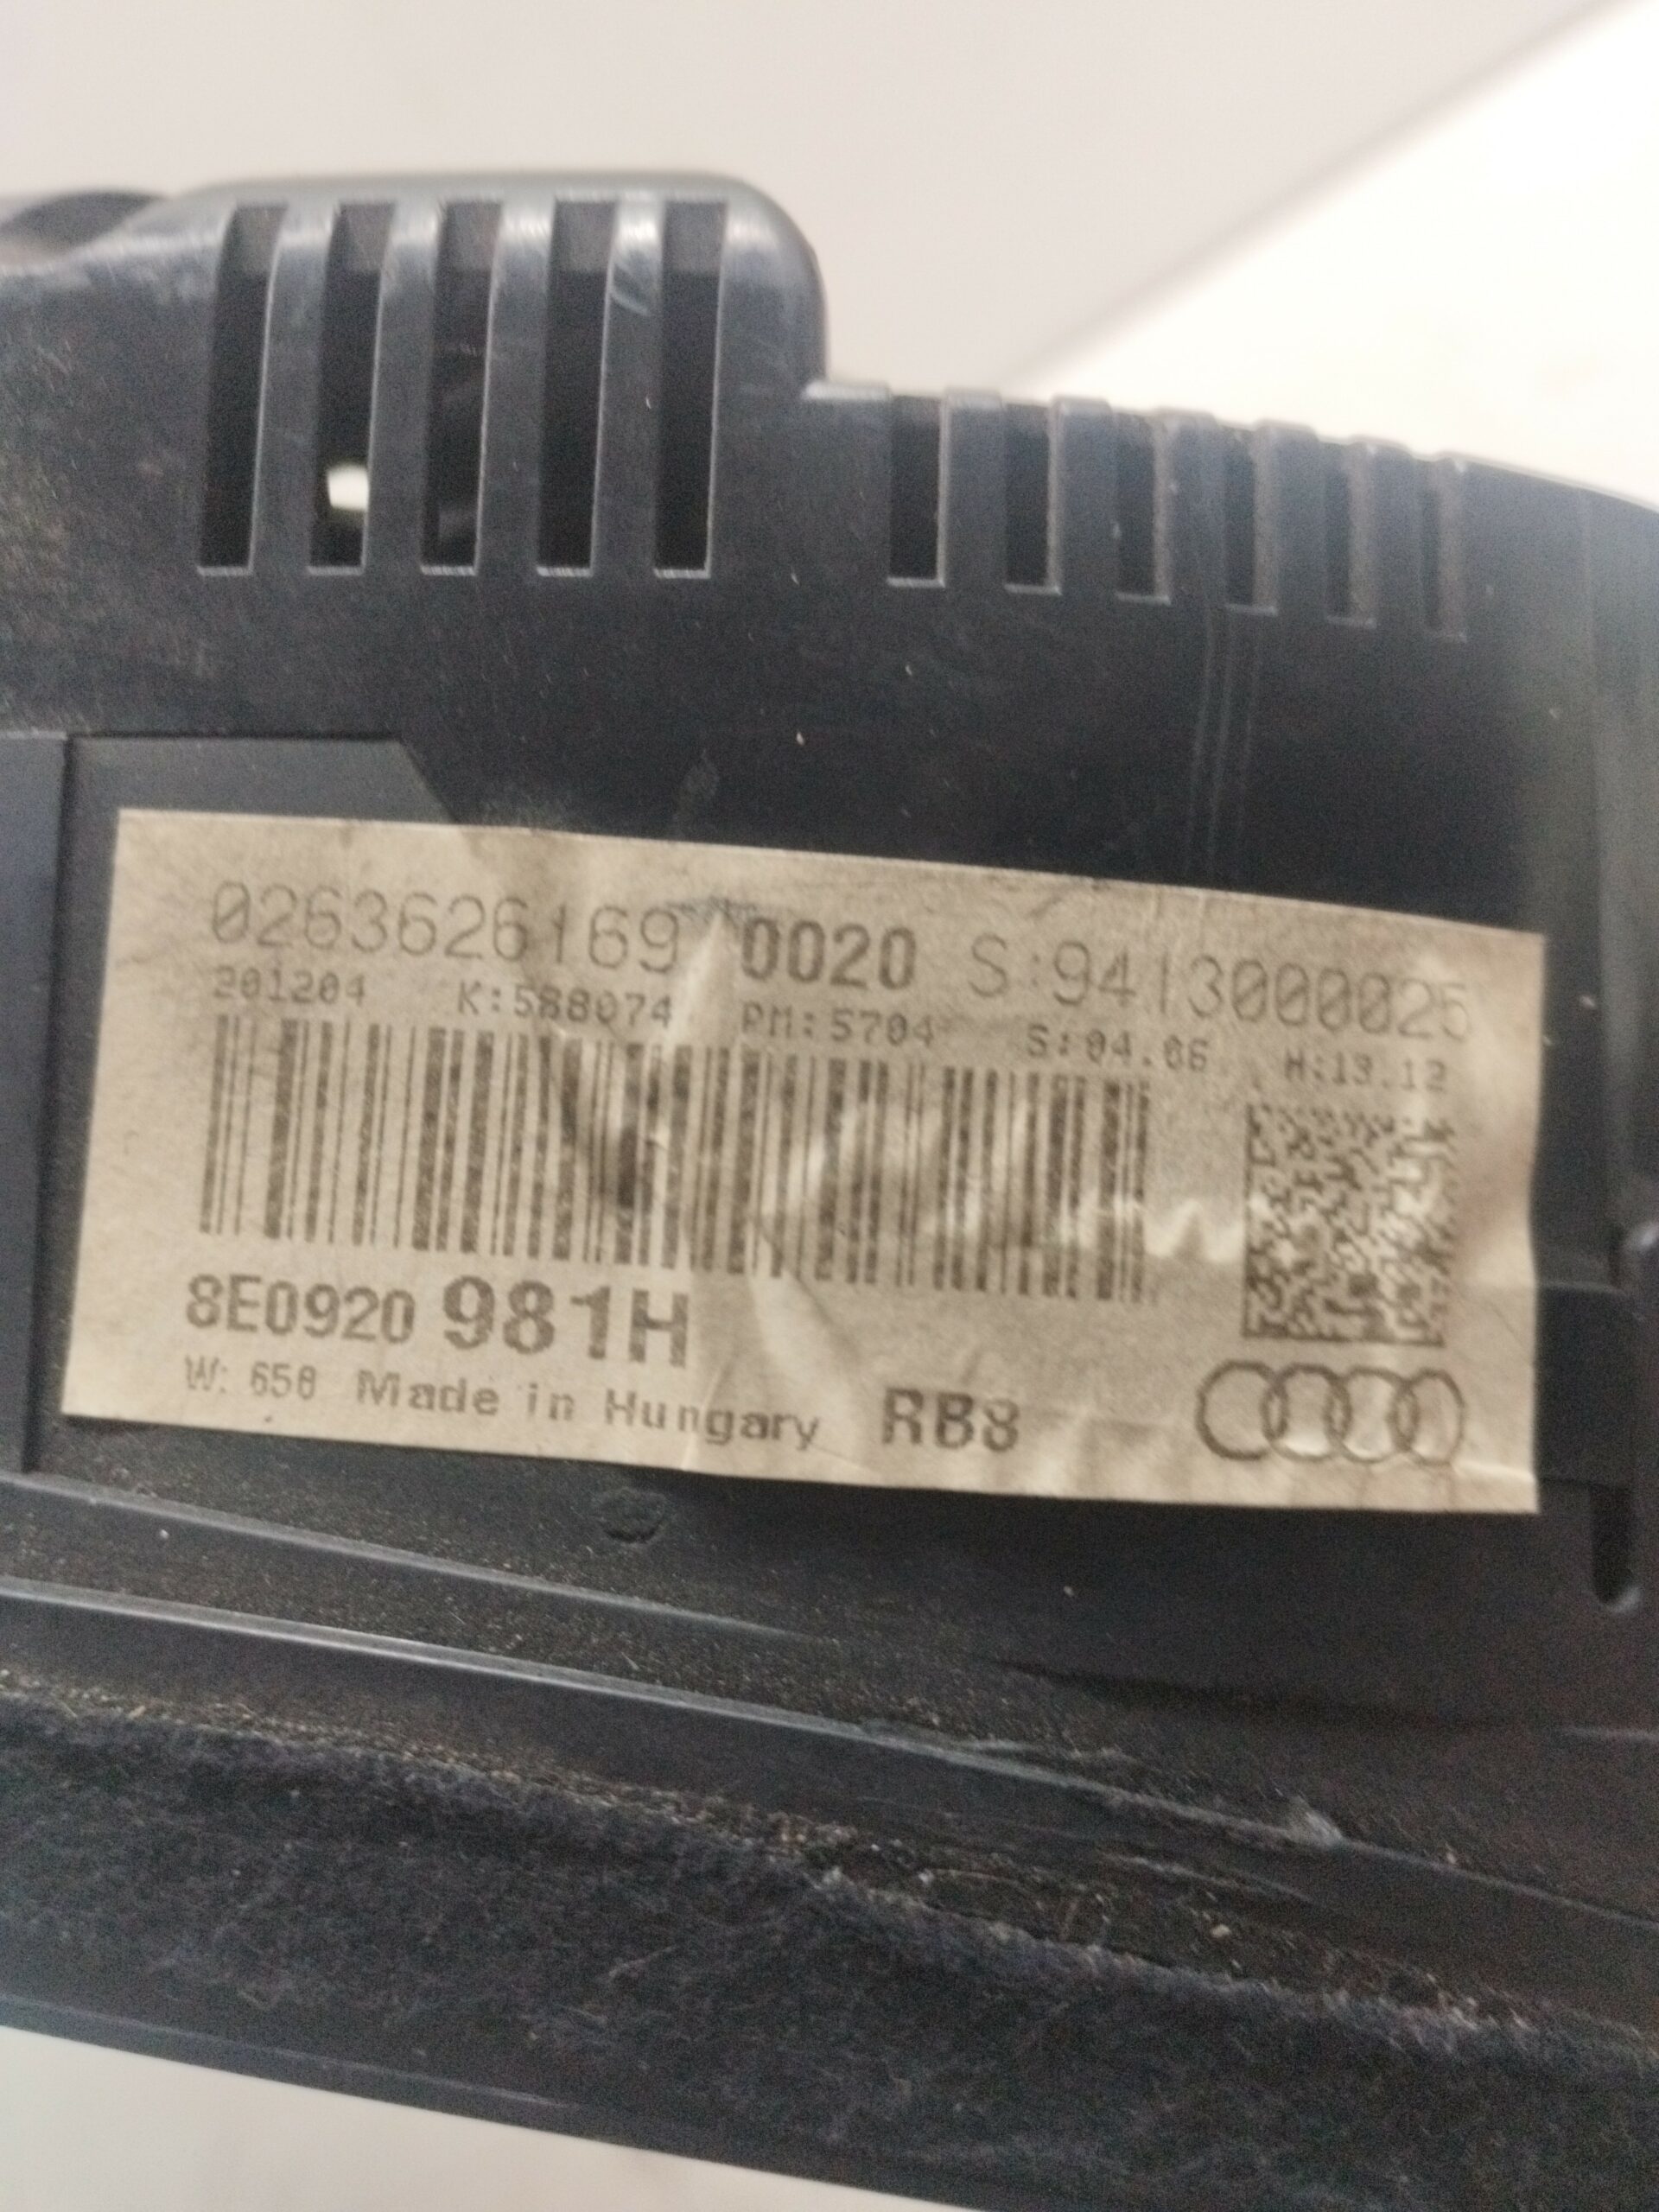 0263626169 0020 S:9413000025
201204 K:588074 PM:5704 S:04.06 H:13.12
8E0920 981H
W: 658 Made in Hungary RB8